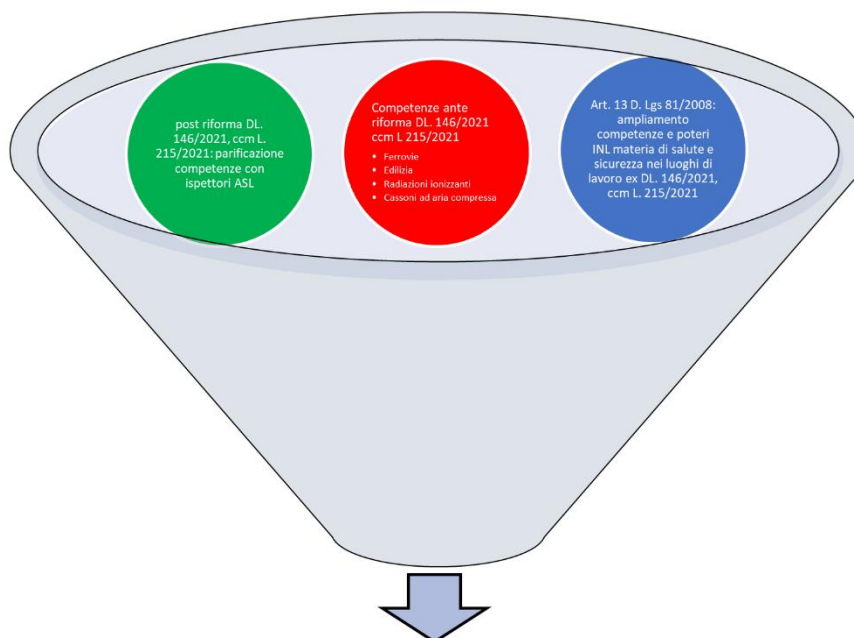 post riforma DL.
146/2021, ccm L.
215/2021: parificazione
competenze con
ispettori ASL
Competenze ante
riforma DL. 146/2021
ccm L 215/2021
• Ferrovie
• Edilizia
• Radiazioni ionizzanti
• Cassoni ad aria compressa
Art. 13 D. Lgs 81/2008:
ampliamento
competenze e poteri
INL materia di salute e
sicurezza nei luoghi di
lavoro ex DL. 146/2021,
ccm L. 215/2021